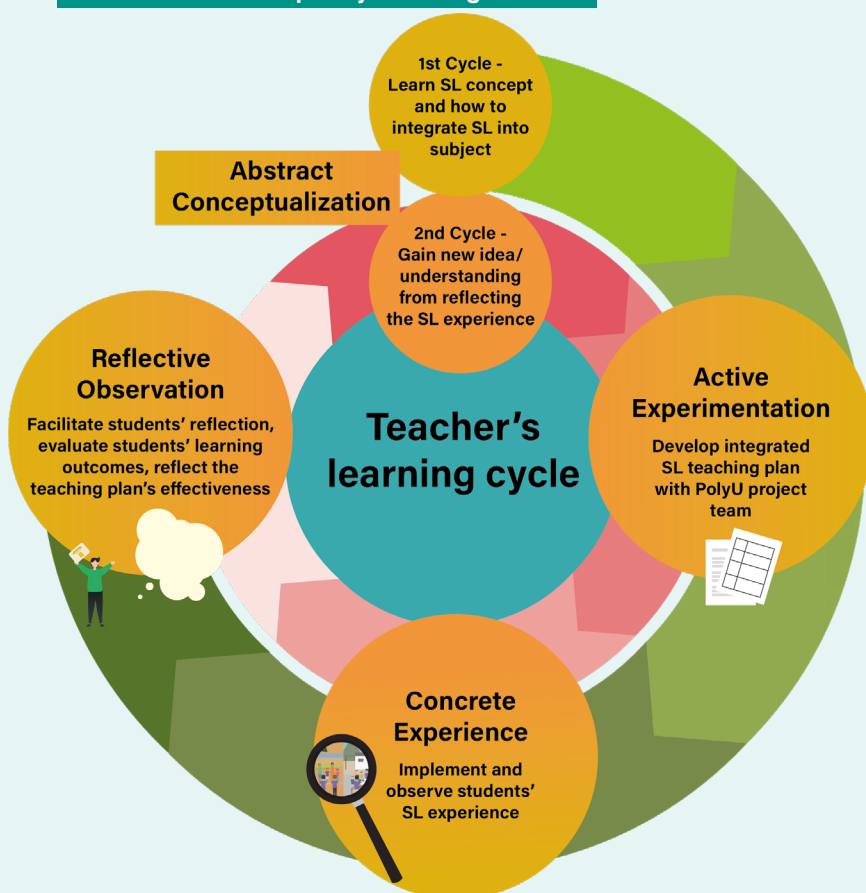 1st Cycle -
Learn SL concept
and how to
integrate SL into
subject
Abstract
Conceptualization
2nd Cycle -
Gain new idea/
understanding
from reflecting
the SL experience
Reflective
Observation
Facilitate students’ reflection,
evaluate students’ learning
outcomes, reflect the
teaching plan’s effectiveness
Teacher’s
learning cycle
Active
Experimentation
Develop integrated
SL teaching plan
with PolyU project
team
Concrete
Experience
Implement and
observe students’
SL experience